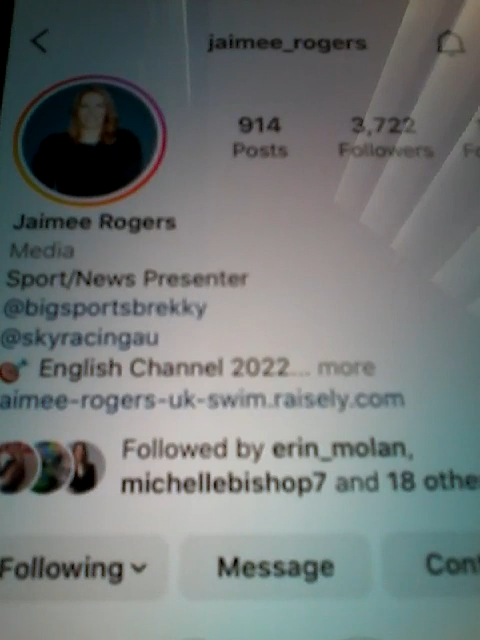 jaimee_rogers
914
3,722
Posts
Followers
Jaimee Rogers
Media
Sport/News Presenter
@bigsportsbrekky
@skyracingau
English Channel 2022... more
aimee-rogers-uk-swim.raisely.com
Followed by erin_molan,
michellebishop7 and 18 othe
Following
Message
Con